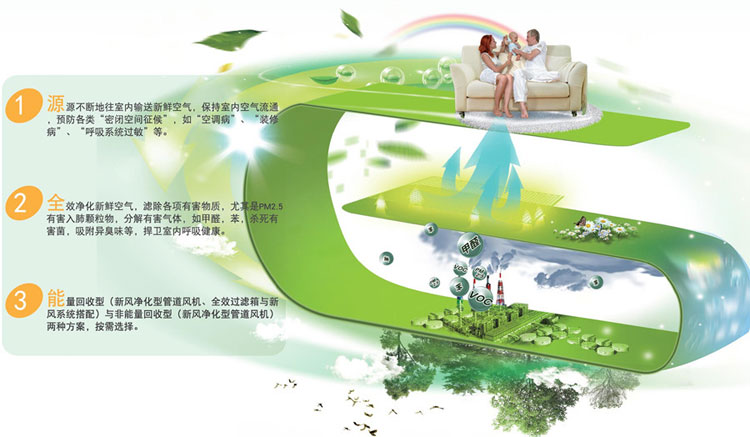 1 源源不断地往室内输送新鲜空气，保持室内空气流通
，预防各类“密闭空间征候”，如“空调病”、“装修
病”、“呼吸系统过敏”等。
2 全效净化新鲜空气，滤除各项有害物质，尤其是PM2.5
有害入肺颗粒物，分解有害气体，如甲醛，苯，杀死有
害菌，吸附异臭味等，捍卫室内呼吸健康。
3 能量回收型（新风净化型管道风机、全效过滤箱与新
风系统搭配）与非能量回收型（新风净化型管道风机）
两种方案，按需选择。
甲醛
VOC
VOC